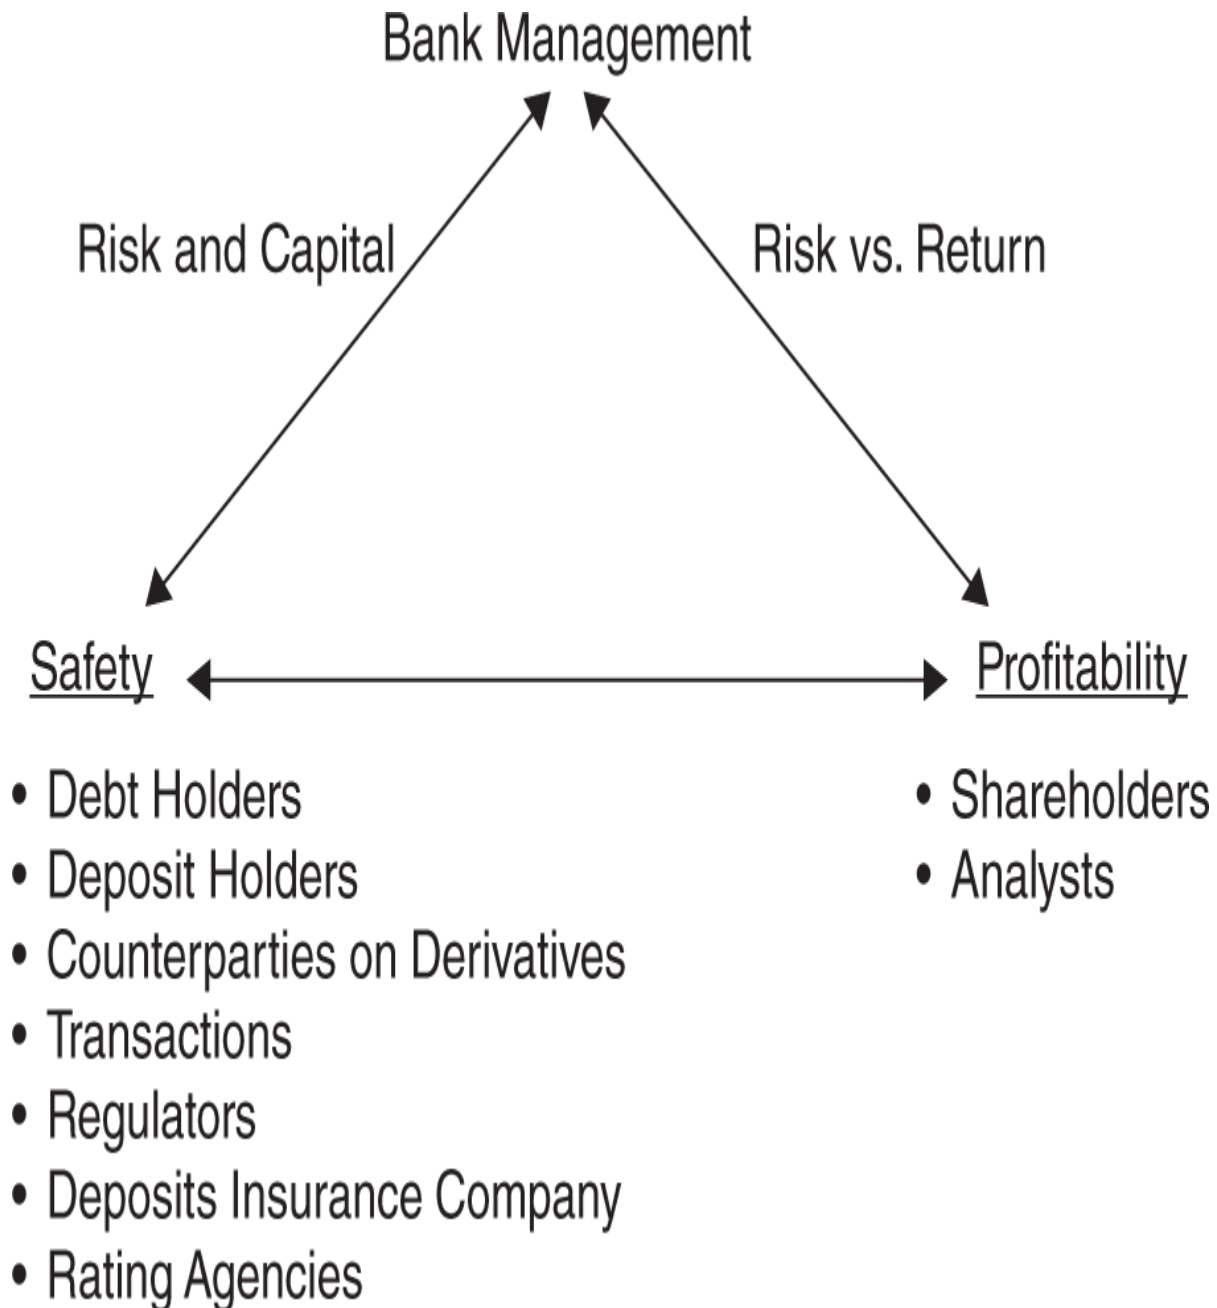 Bank Management
Risk and Capital
Risk vs. Return
Safety
Profitability
• Debt Holders
• Deposit Holders
• Counterparties on Derivatives
• Transactions
• Regulators
• Deposits Insurance Company
• Rating Agencies
• Shareholders
• Analysts